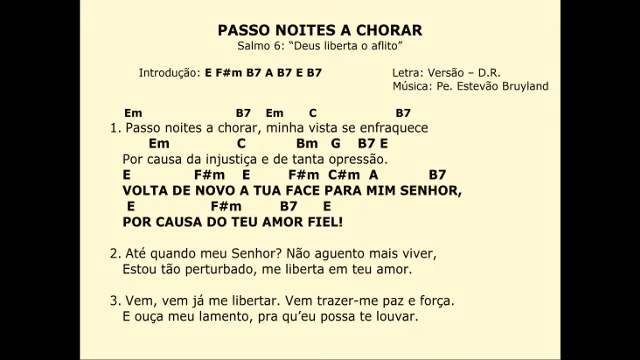 PASSO NOITES A CHORAR
Salmo 6: “Deus liberta o aflito”
Introdução: E F#m B7 A B7 E B7
Letra: Versão – D.R.
Música: Pe. Estevão Bruyland
Em B7 Em C B7
1. Passo noites a chorar, minha vista se enfraquece
Em C Bm G B7 E
Por causa da injustiça e de tanta opressão.
E F#m E F#m C#m A B7
VOLTA DE NOVO A TUA FACE PARA MIM SENHOR,
E F#m B7 E
POR CAUSA DO TEU AMOR FIEL!
2. Até quando meu Senhor? Não aguento mais viver,
Estou tão perturbado, me liberta em teu amor.
3. Vem, vem já me libertar. Vem trazer-me paz e força.
E ouça meu lamento, pra qu’eu possa te louvar.